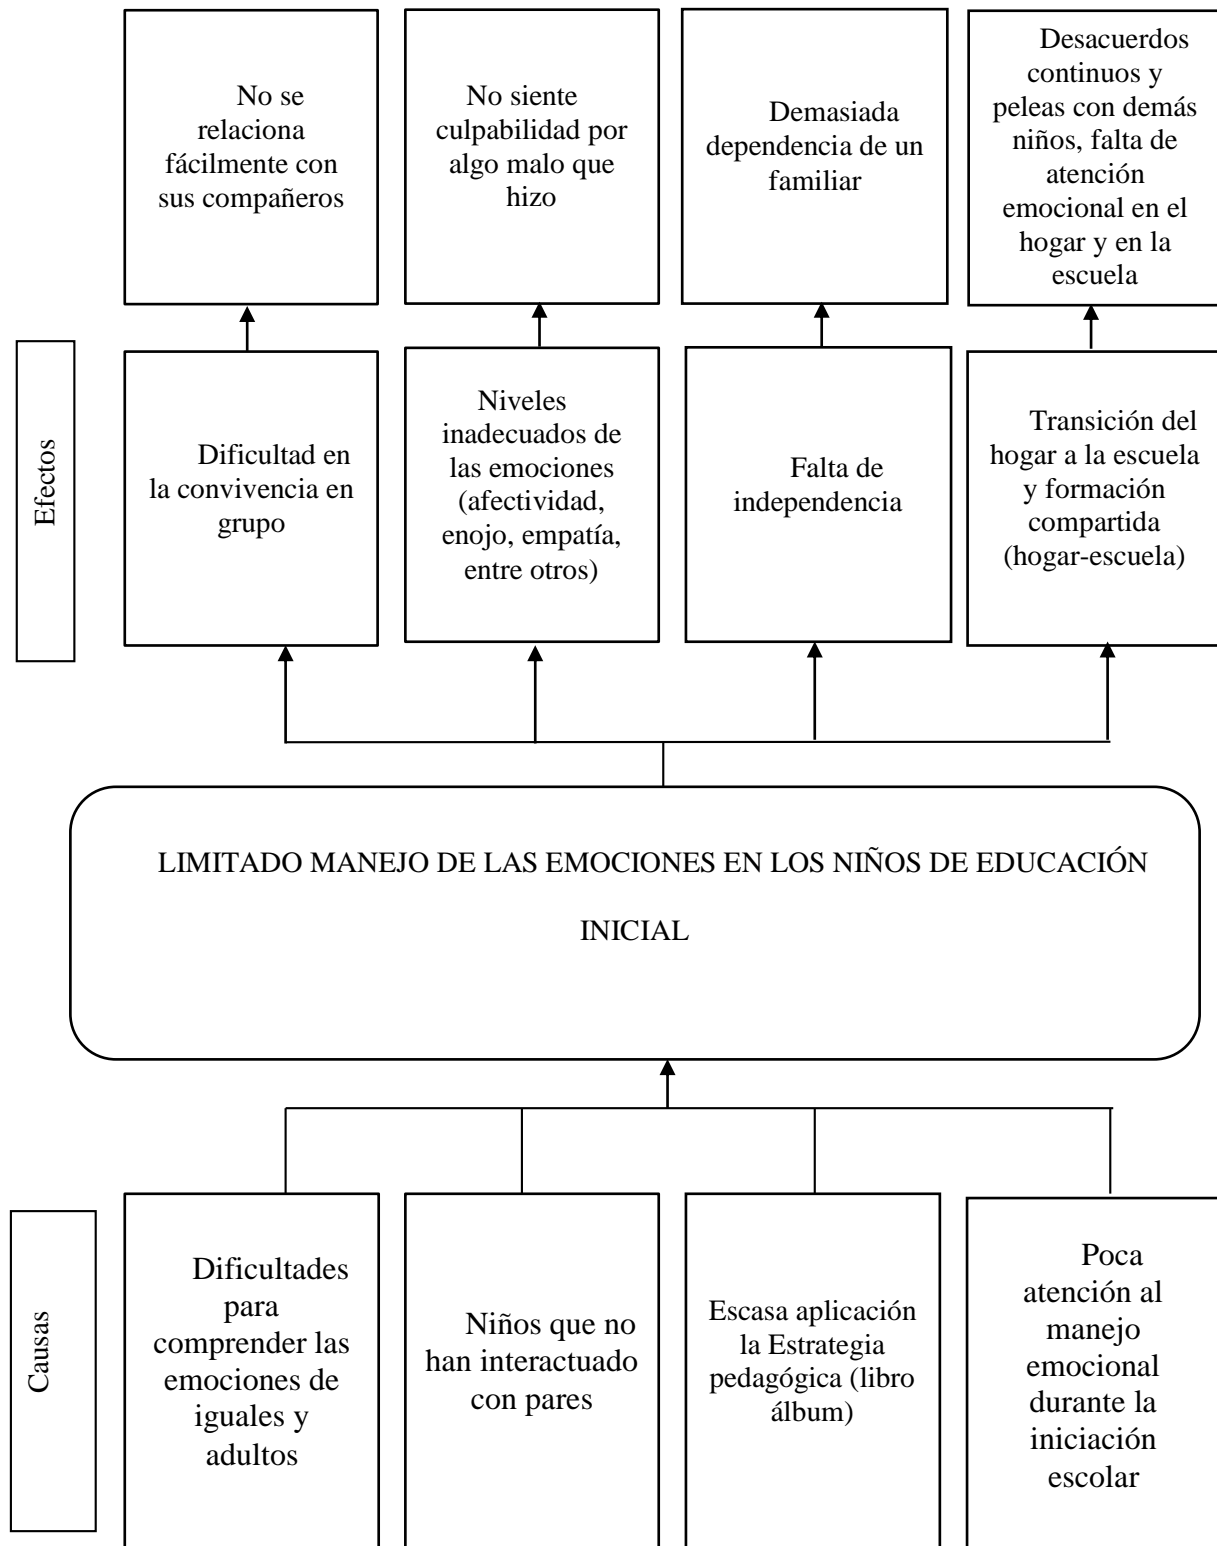 No se
relaciona
fácilmente con
sus compañeros
No siente
culpabilidad por
algo malo que
hizo
Demasiada
dependencia de un
familiar
Desacuerdos
continuos y
peleas con demás
niños, falta de
atención
emocional en el
hogar y en la
escuela
Efectos
Dificultad en
la convivencia en
grupo
Niveles
inadecuados de
las emociones
(afectividad,
enojo, empatía,
entre otros)
Falta de
independencia
Transición del
hogar a la escuela
y formación
compartida
(hogar-escuela)
LIMITADO MANEJO DE LAS EMOCIONES EN LOS NIÑOS DE EDUCACIÓN
INICIAL
Causas
Dificultades
para
comprender las
emociones de
iguales y
adultos
Niños que no
han interactuado
con pares
Escasa aplicación
la Estrategia
pedagógica (libro
álbum)
Poca
atención al
manejo
emocional
durante la
iniciación
escolar